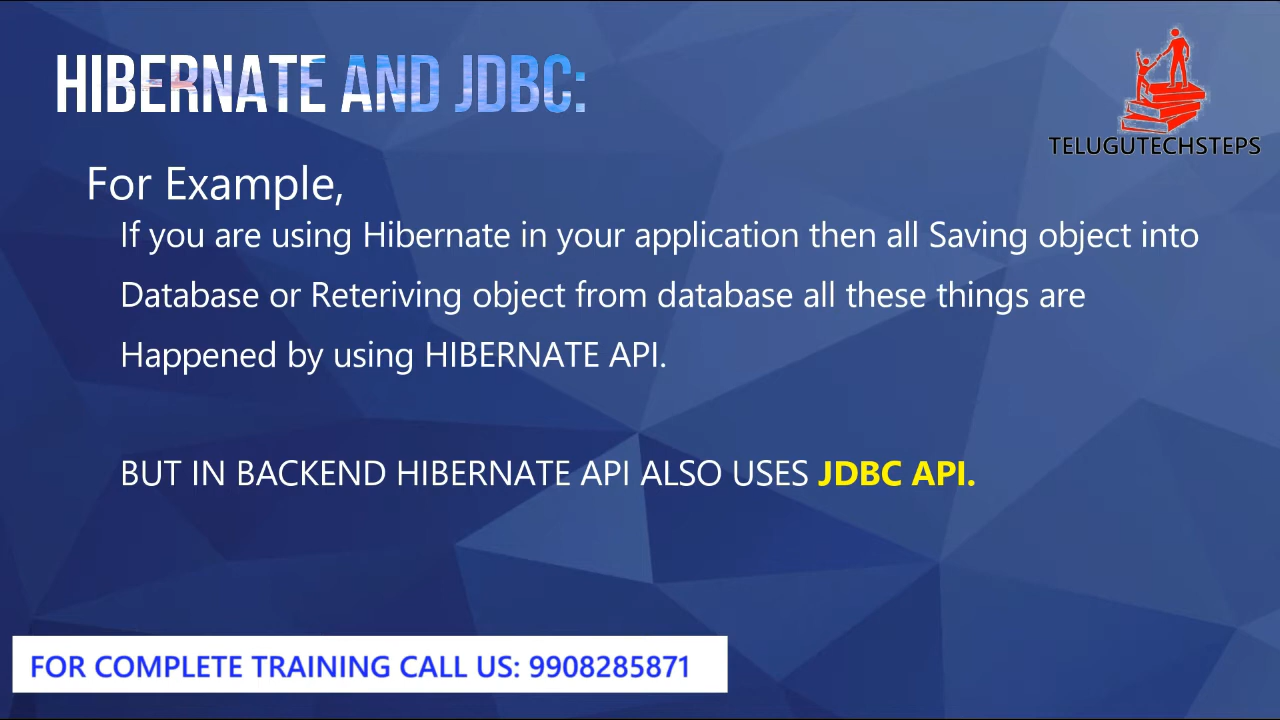 HIBERNATE AND JDBC:
TELUGUTECHSTEPS
For Example,
If you are using Hibernate in your application then all Saving object into
Database or Reteriving object from database all these things are
Happened by using HIBERNATE API.
BUT IN BACKEND HIBERNATE API ALSO USES JDBC API.
FOR COMPLETE TRAINING CALL US: 9908285871